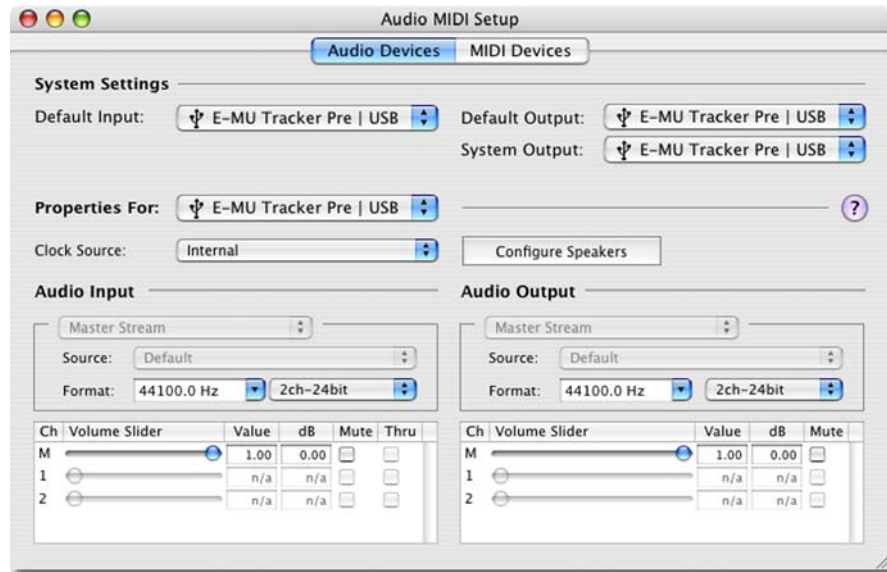 Audio MIDI Setup
Audio Devices MIDI Devices
System Settings
Default Input: E-MU Tracker Pre | USB
Default Output: E-MU Tracker Pre | USB
System Output: E-MU Tracker Pre | USB
Properties For: E-MU Tracker Pre | USB ?
Clock Source: Internal
Configure Speakers
Audio Input
Master Stream
Source: Default
Format: 44100.0 Hz 2ch-24bit
Ch Volume Slider Value dB Mute Thru
M 1.00 0.00
1 n/a n/a
2 n/a n/a
Audio Output
Master Stream
Source: Default
Format: 44100.0 Hz 2ch-24bit
Ch Volume Slider Value dB Mute
M 1.00 0.00
1 n/a n/a
2 n/a n/a